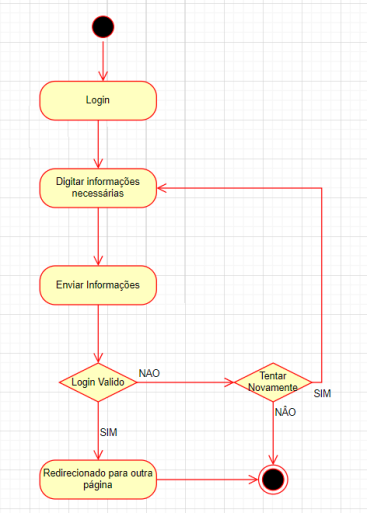 Login
Digitar informações
necessárias
Enviar Informações
Login Valido
NAO
Tentar
Novamente
SIM
NÃO
SIM
Redirecionado para outra
página